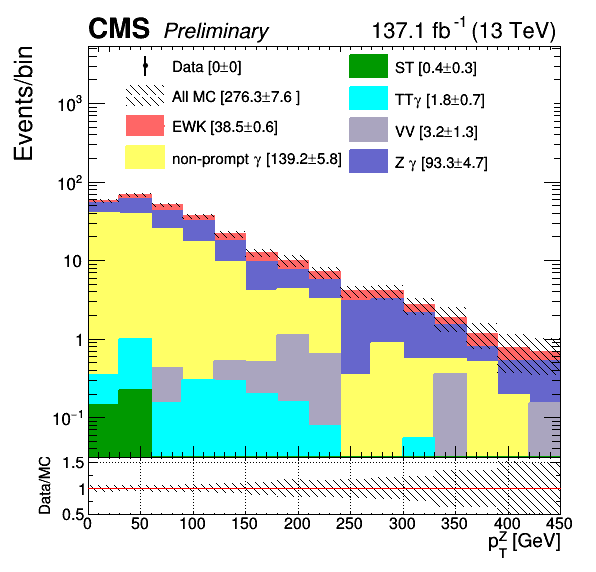 CMS Preliminary 137.1 fb⁻¹ (13 TeV)
Events/bin
Data [0±0]
All MC [276.3±7.6 ]
EWK [38.5±0.6]
non-prompt γ [139.2±5.8]
ST [0.4±0.3]
TTγ [1.8±0.7]
VV [3.2±1.3]
Z γ [93.3±4.7]
10³
10²
10
1
10⁻¹
Data/MC
1.5
1
0.5
0 50 100 150 200 250 300 350 400 450
p_T^Z [GeV]